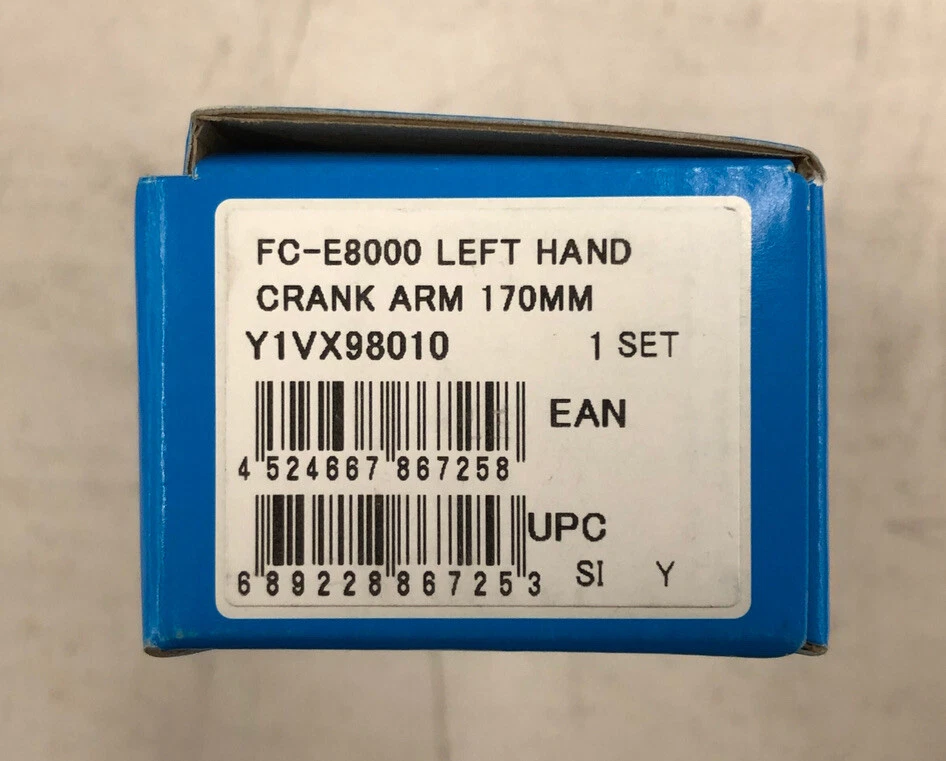 FC-E8000 LEFT HAND
CRANK ARM 170MM
Y1VX98010 1 SET
EAN
4 524667 867258
UPC
6 89228 86725 3 SI Y